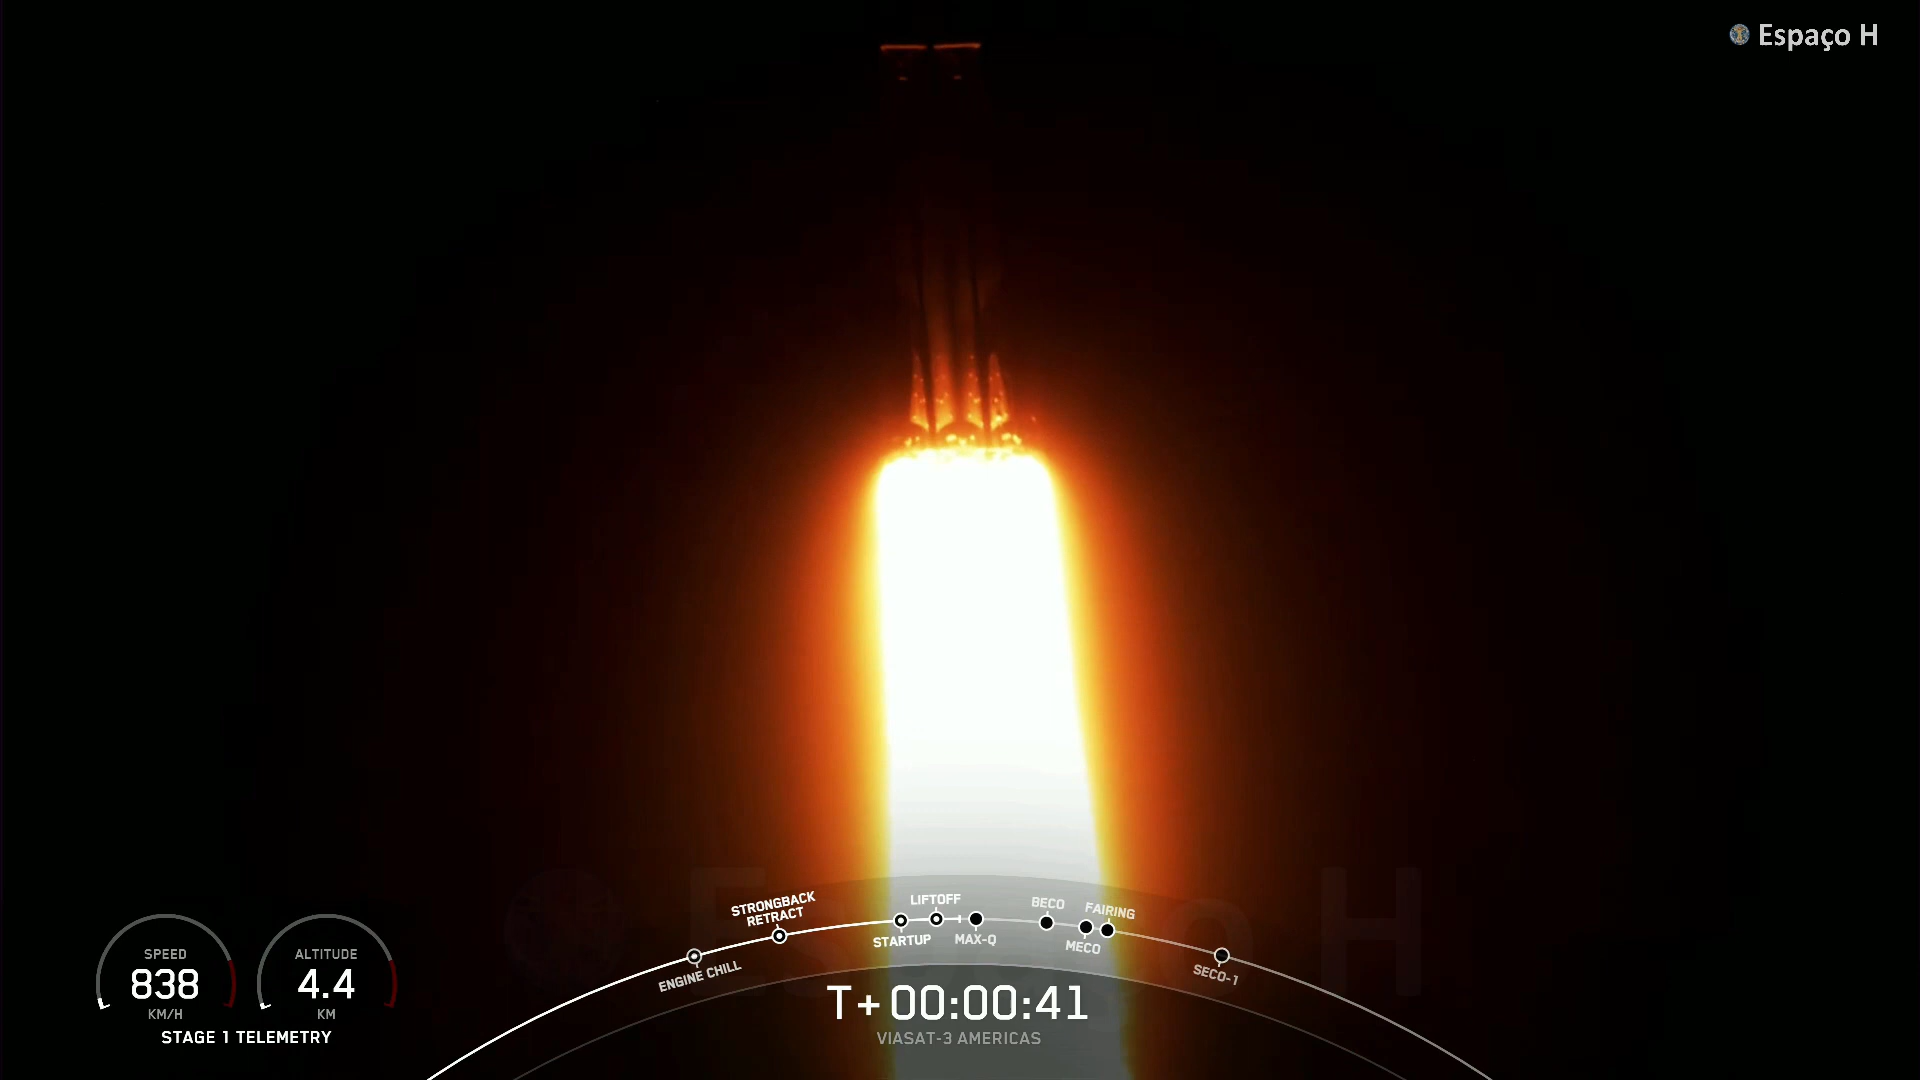 Espaço H
STRONGBACK
RETRACT
LIFTOFF
BECO
FAIRING
STARTUP
MAX-Q
MECO
ENGINE CHILL
SECO-1
SPEED
838
KM/H
ALTITUDE
4.4
KM
STAGE 1 TELEMETRY
T+00:00:41
VIASAT-3 AMERICAS
Espaço H